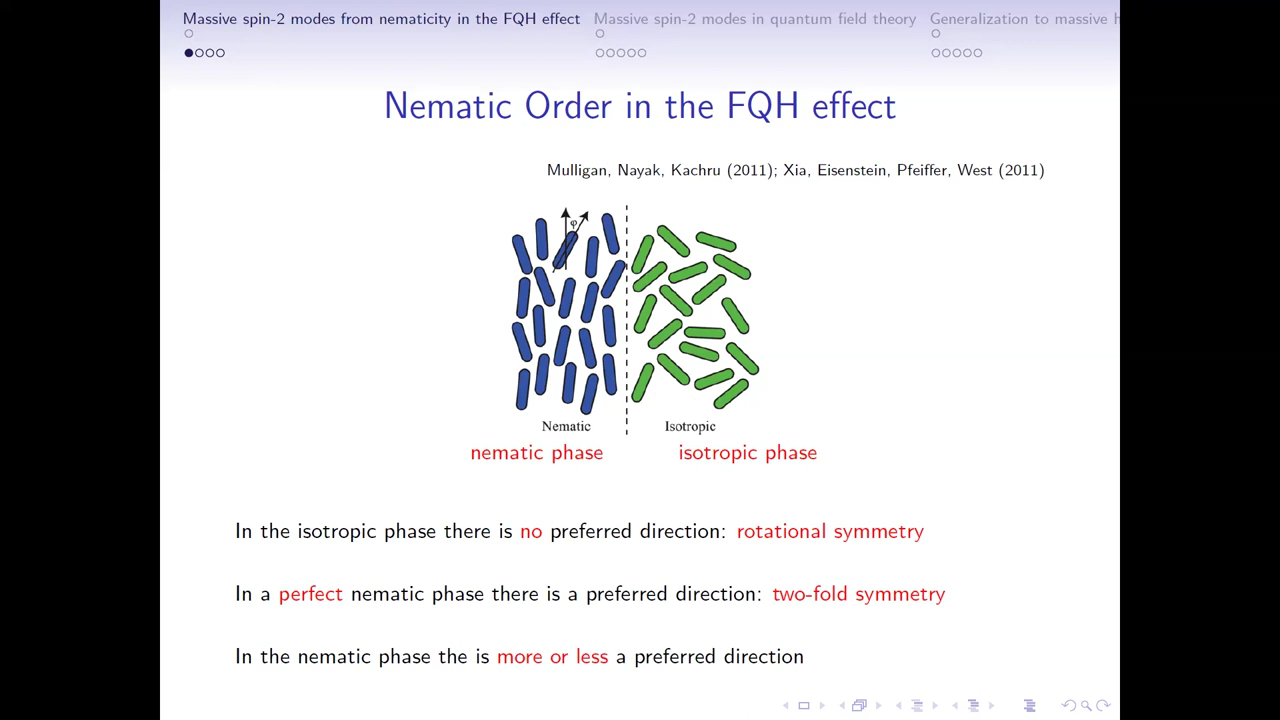 Massive spin-2 modes from nematicity in the FQH effect Massive spin-2 modes in quantum field theory Generalization to massive h
Nematic Order in the FQH effect
Mulligan, Nayak, Kachru (2011); Xia, Eisenstein, Pfeiffer, West (2011)
φ
Nematic Isotropic
nematic phase isotropic phase
In the isotropic phase there is no preferred direction: rotational symmetry
In a perfect nematic phase there is a preferred direction: two-fold symmetry
In the nematic phase the is more or less a preferred direction